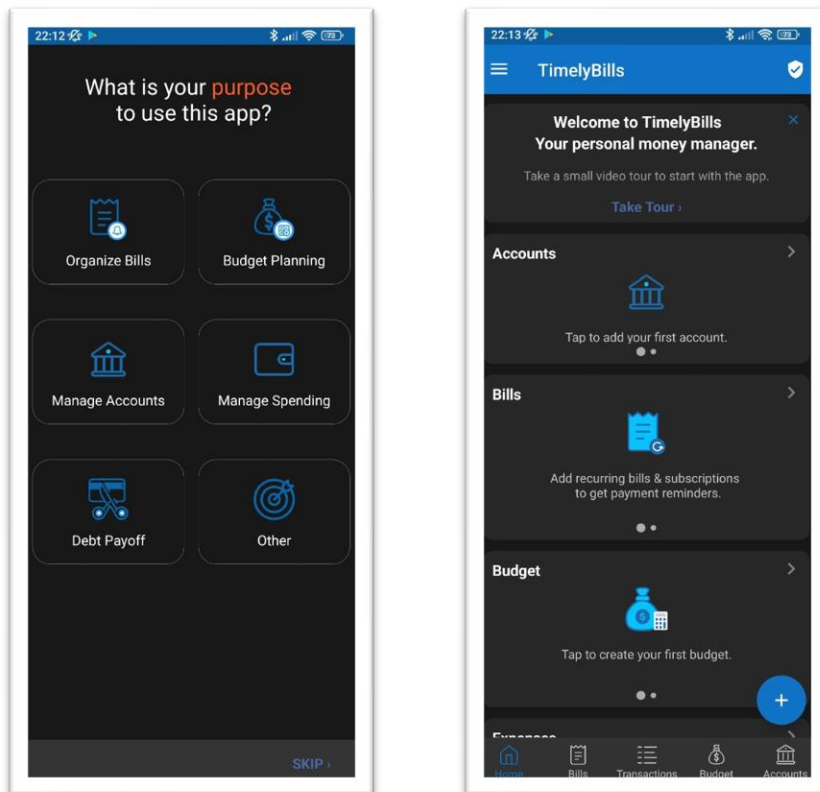 22:12
What is your purpose
to use this app?
Organize Bills
Budget Planning
Manage Accounts
Manage Spending
Debt Payoff
Other
SKIP ›
22:13
TimelyBills
Welcome to TimelyBills
Your personal money manager.
Take a small video tour to start with the app.
Take Tour ›
Accounts
Tap to add your first account.
Bills
Add recurring bills & subscriptions
to get payment reminders.
Budget
Tap to create your first budget.
Expenses
Home
Bills
Transactions
Budget
Accounts